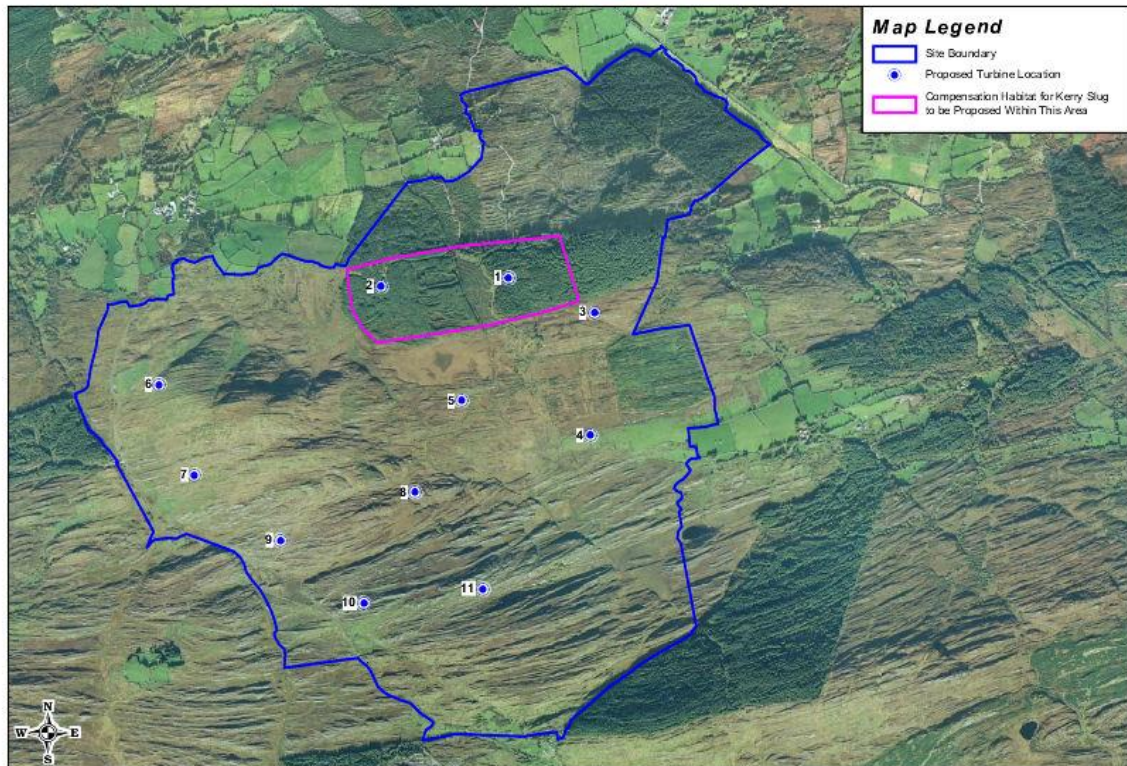 Map Legend
Site Boundary
Proposed Turbine Location
Compensation Habitat for Kerry Slug
to be Proposed Within This Area
1
2
3
6
5
4
7
8
9
11
10
N
W E
S